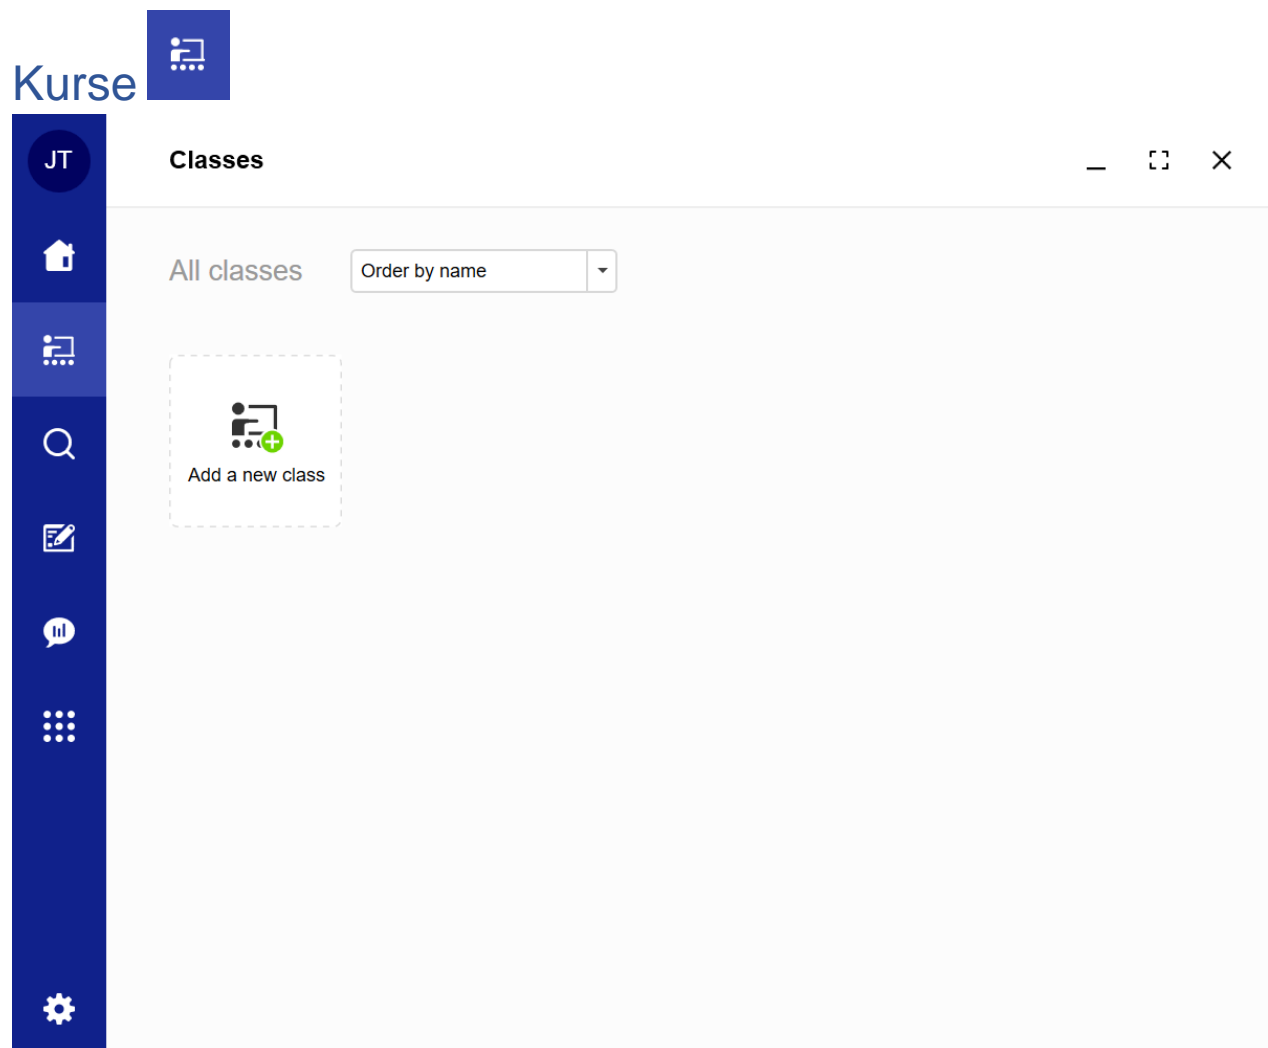 Kurse
JT
Classes
All classes
Order by name
Add a new class